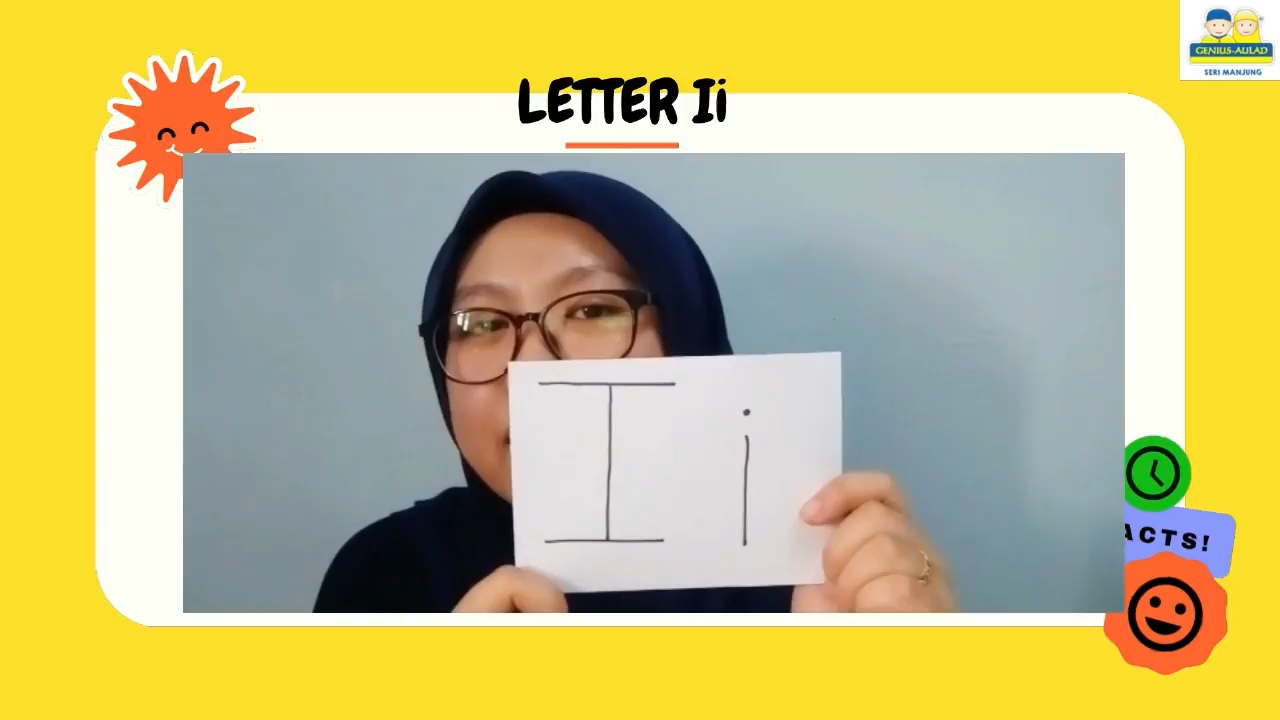 GENIUS-AULAD
SERI MANJUNG
LETTER Ii
I i
ACTS!